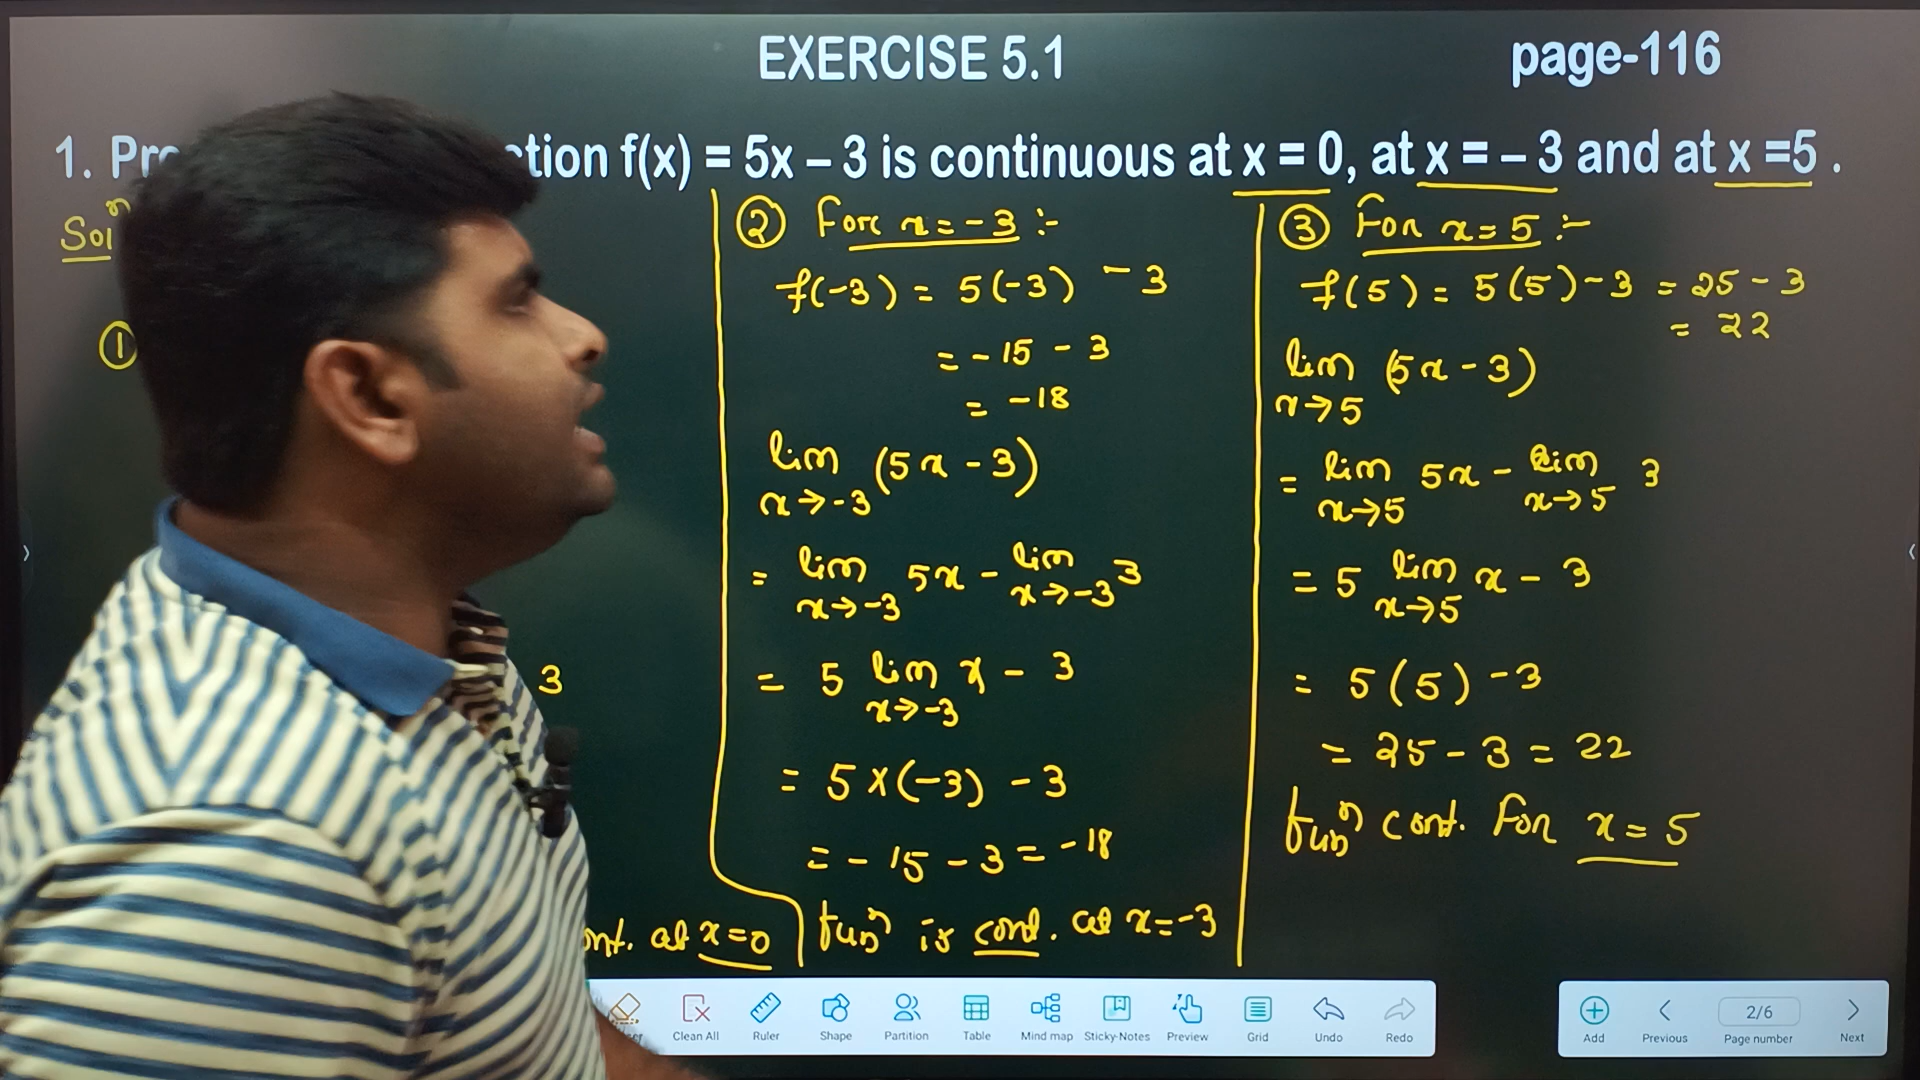 EXERCISE 5.1 page-116
1. Pro tion f(x) = 5x – 3 is continuous at x = 0, at x = – 3 and at x =5 .
Sol
①
3
ont. at x=0
② For x=-3 :-
f(-3) = 5(-3) - 3
= -15 - 3
= -18
lim (5x - 3)
x→-3
= lim 5x - lim 3
x→-3 x→-3
= 5 lim x - 3
x→-3
= 5×(-3) - 3
= -15 - 3 = -18
funⁿ is cont. at x=-3
③ For x=5 :-
f(5) = 5(5)-3 = 25-3
= 22
lim (5x-3)
x→5
= lim 5x - lim 3
x→5 x→5
= 5 lim x - 3
x→5
= 5(5) -3
= 25-3 = 22
funⁿ cont. for x=5
Clean All Ruler Shape Partition Table Mind map Sticky-Notes Preview Grid Undo Redo
2/6
Add Previous Page number Next